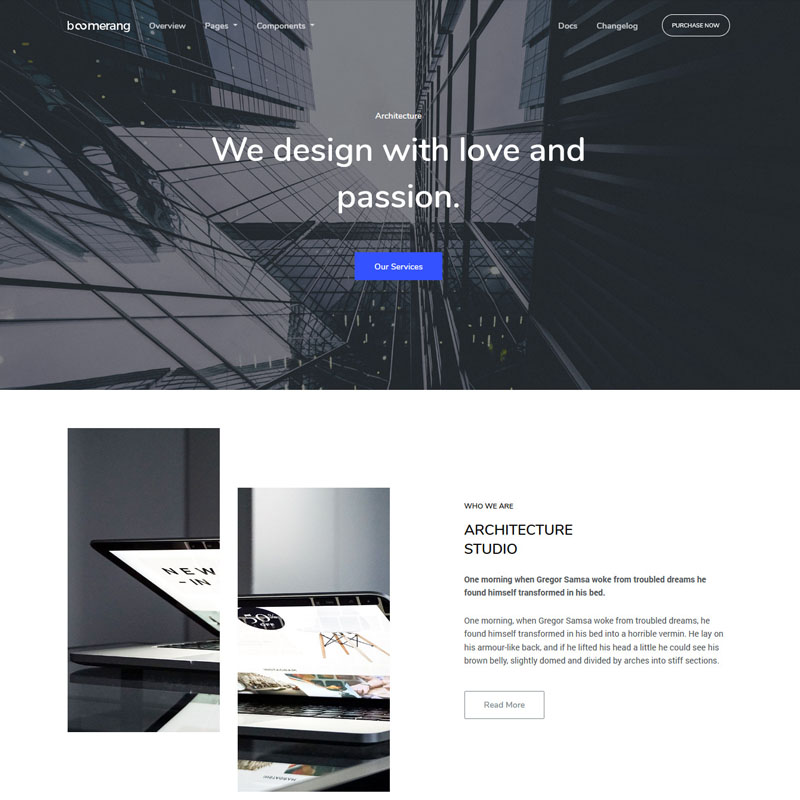 boomerang Overview Pages Components Docs Changelog PURCHASE NOW
Architecture
We design with love and
passion.
Our Services
NEW
-IN
50%
OFF
WHO WE ARE
ARCHITECTURE
STUDIO
One morning when Gregor Samsa woke from troubled dreams he
found himself transformed in his bed.
One morning, when Gregor Samsa woke from troubled dreams, he
found himself transformed in his bed into a horrible vermin. He lay on
his armour-like back, and if he lifted his head a little he could see his
brown belly, slightly domed and divided by arches into stiff sections.
Read More